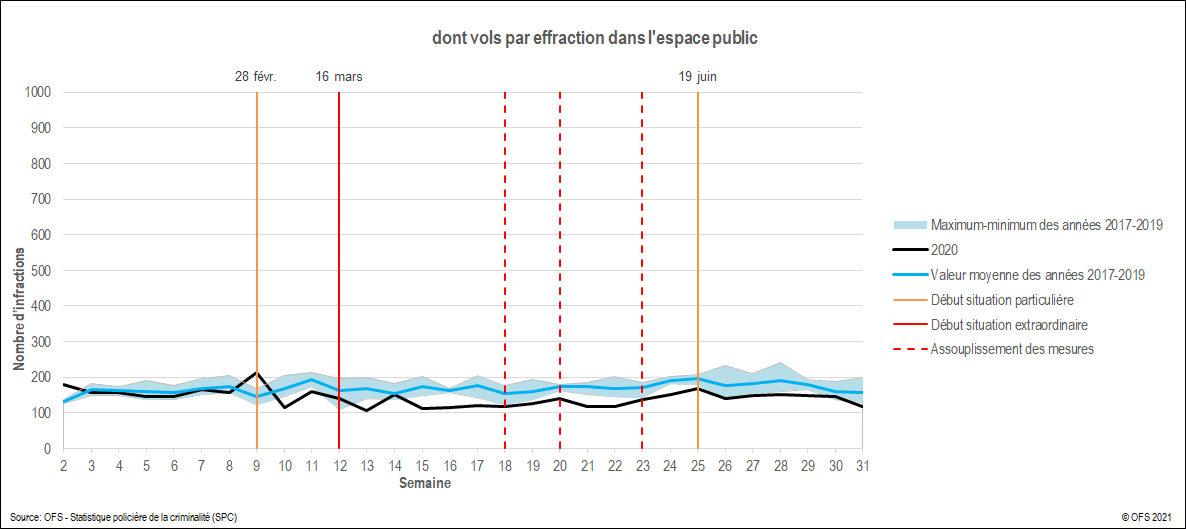 dont vols par effraction dans l'espace public
28 févr.
16 mars
19 juin
1000
900
800
700
600
500
400
300
200
100
0
Nombre d'infractions
2 3 4 5 6 7 8 9 10 11 12 13 14 15 16 17 18 19 20 21 22 23 24 25 26 27 28 29 30 31
Semaine
Maximum-minimum des années 2017-2019
2020
Valeur moyenne des années 2017-2019
Début situation particulière
Début situation extraordinaire
Assouplissement des mesures
Source: OFS - Statistique policière de la criminalité (SPC)
© OFS 2021